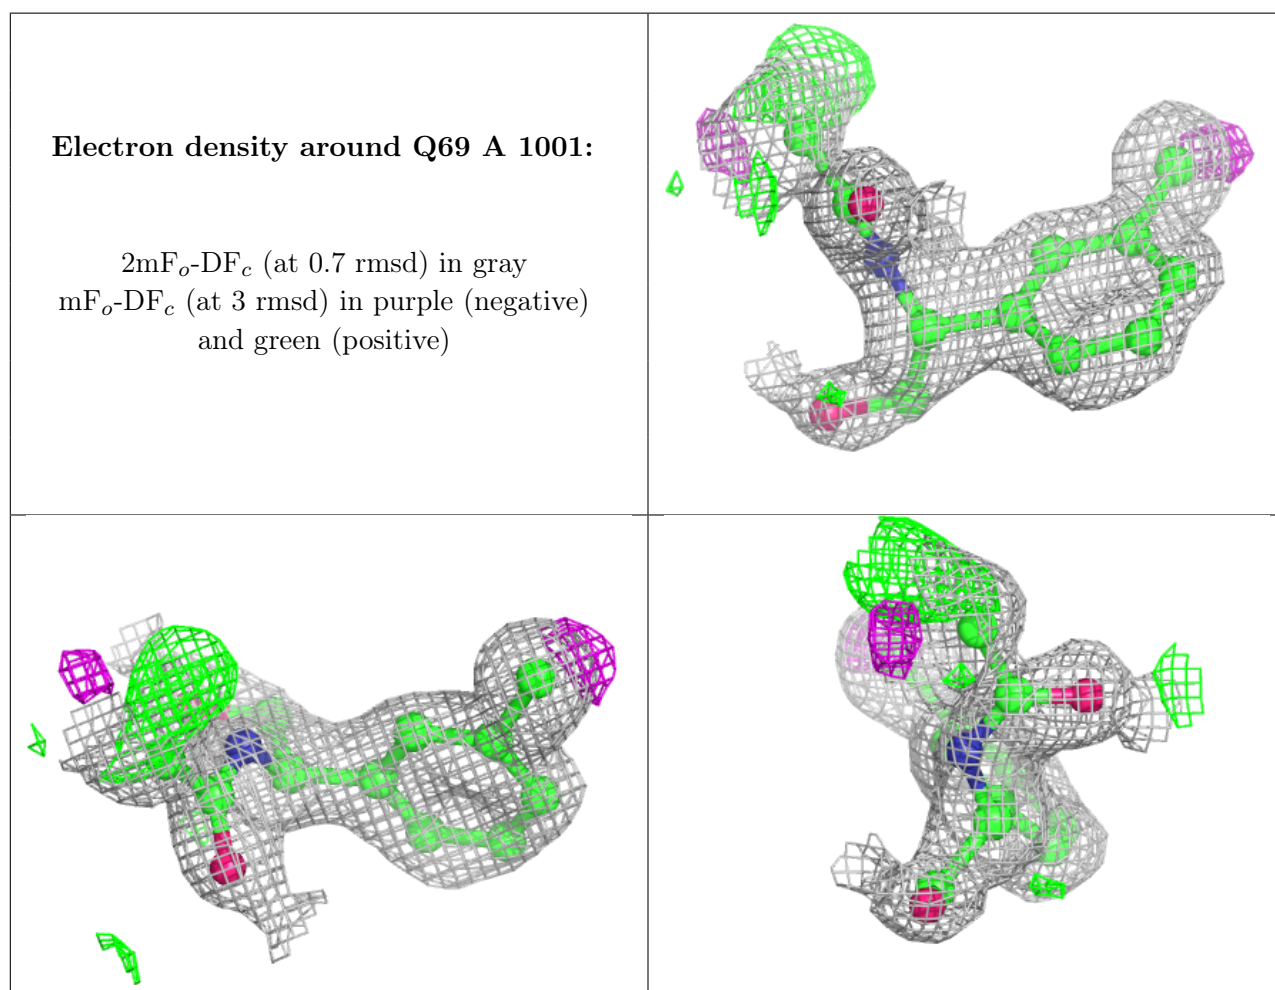 Electron density around Q69 A 1001:
2mFo-DFc (at 0.7 rmsd) in gray
mFo-DFc (at 3 rmsd) in purple (negative)
and green (positive)